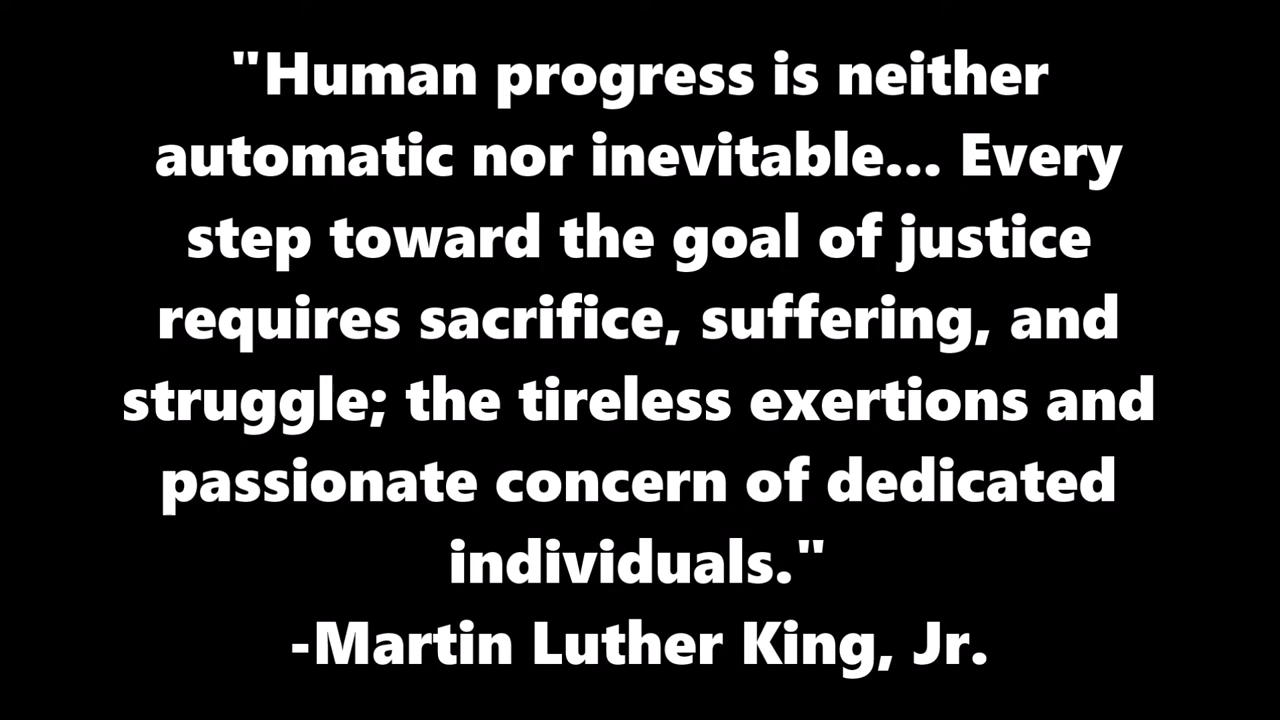 "Human progress is neither
automatic nor inevitable... Every
step toward the goal of justice
requires sacrifice, suffering, and
struggle; the tireless exertions and
passionate concern of dedicated
individuals."
-Martin Luther King, Jr.